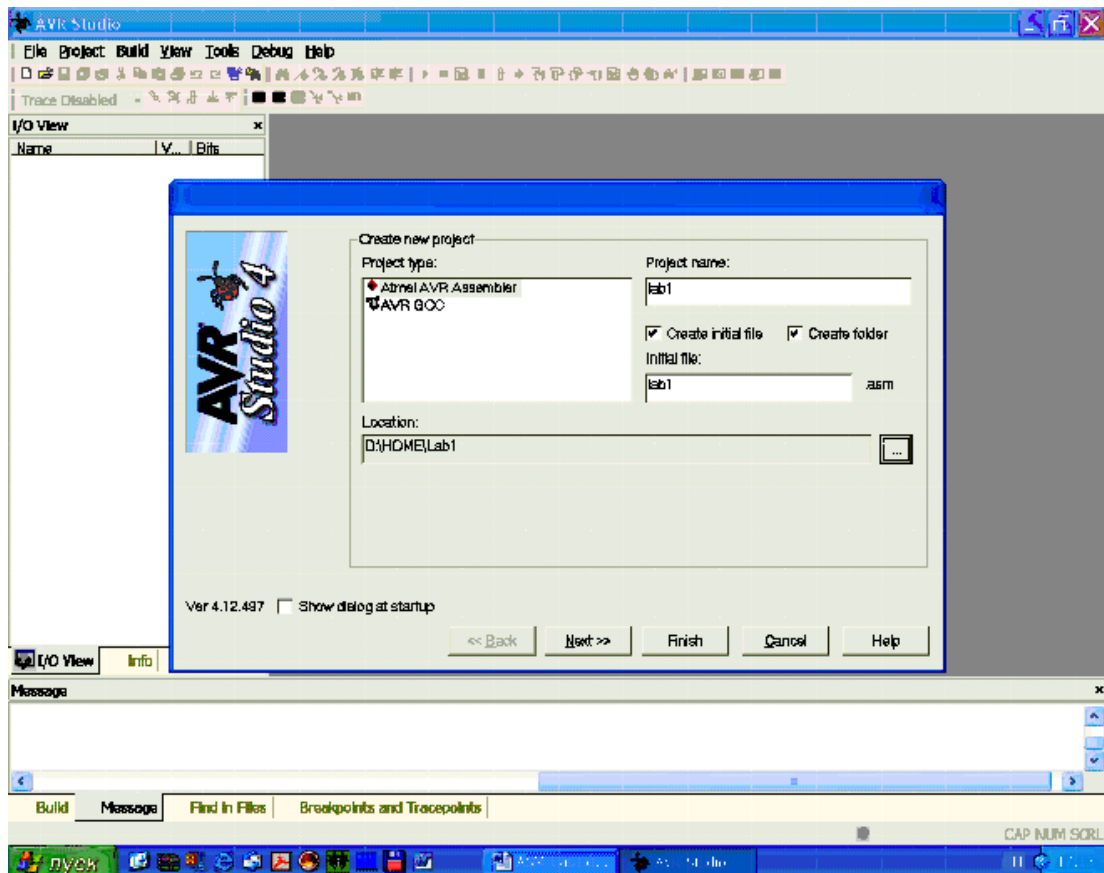 AVR Studio
File Project Build View Tools Debug Help
Trace Disabled
I/O View x
Name V... Bits
Create new project
Project type:
Project name:
Atmel AVR Assembler
AVR GCC
lab1
Create initial file
Create folder
Initial file:
lab1 .asm
Location:
D:\HOME\Lab1
...
AVR
Studio 4
Ver 4.12.497 Show dialog at startup
<< Back Next >> Finish Cancel Help
I/O View Info
Message x
Build Message Find in Files Breakpoints and Tracepoints
CAP NUM SCRL
пуск AVR Studio